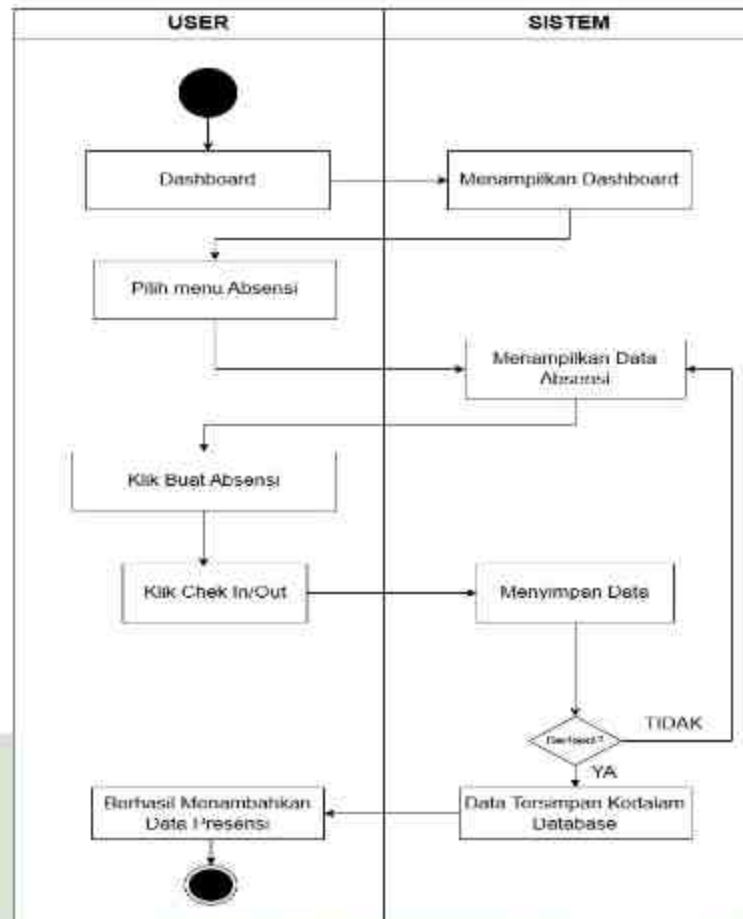 USER
SISTEM
Dashboard
Menampilkan Dashboard
Pilih menu Absensi
Menampilkan Data
Absensi
Klik Buat Absensi
Klik Chek In/Out
Menyimpan Data
Berhasil?
TIDAK
YA
Berhasil Menambahkan
Data Presensi
Data Tersimpan Kedalam
Database